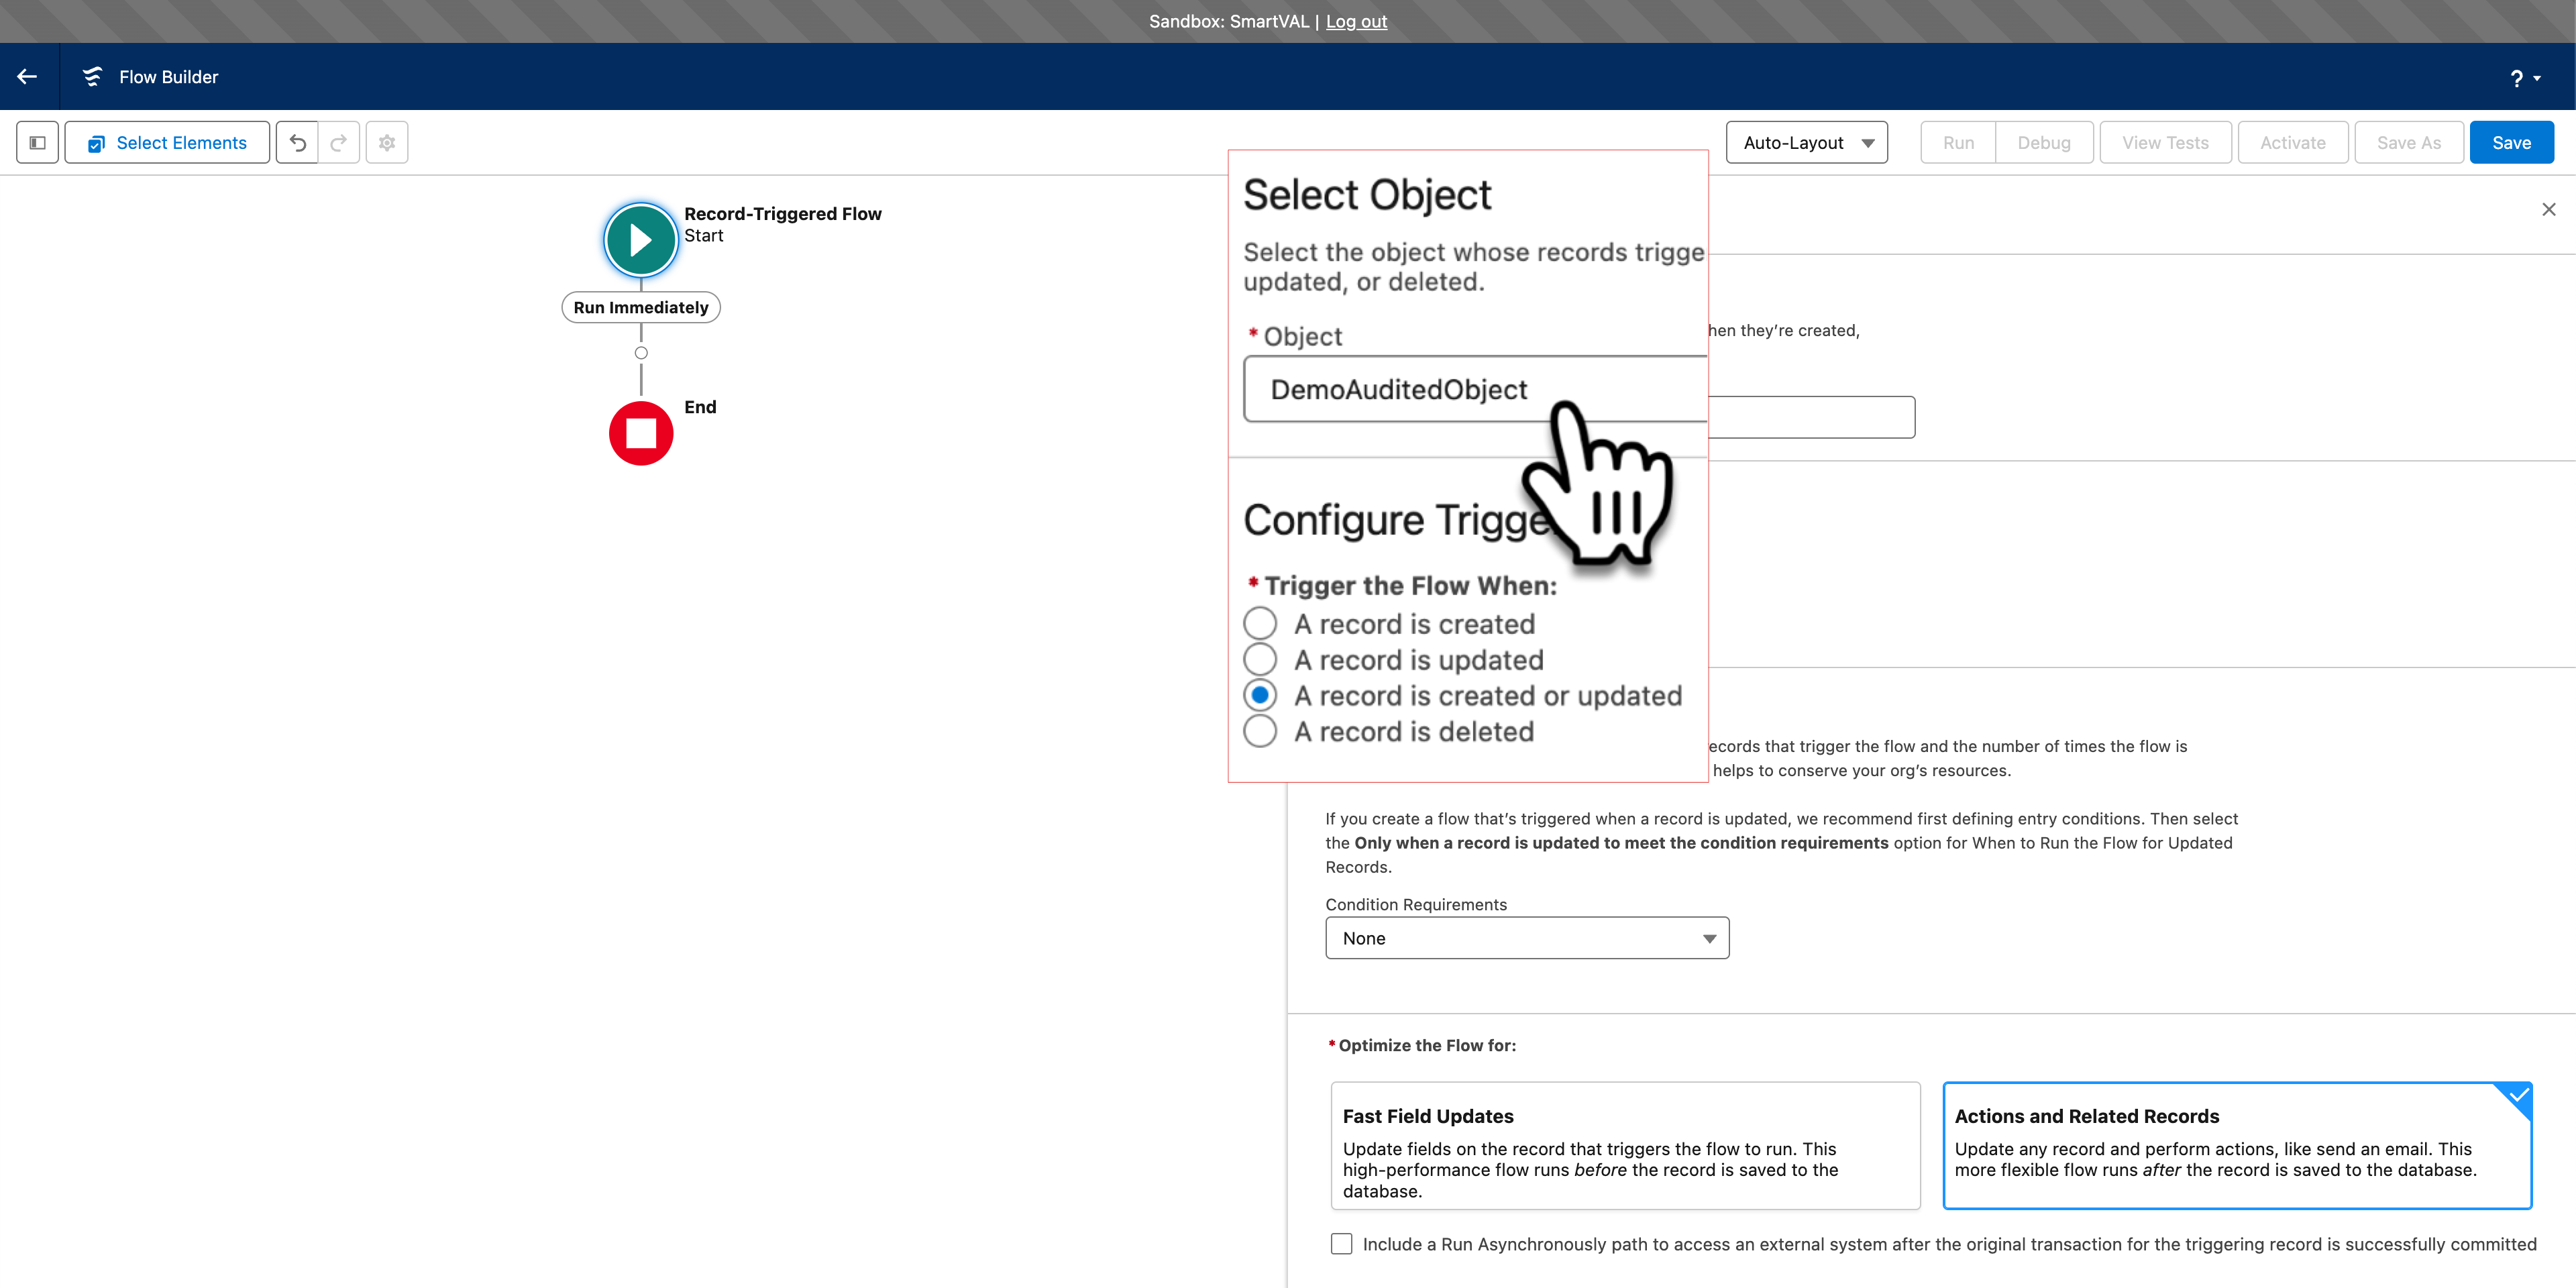 Sandbox: SmartVAL | Log out
Flow Builder
?
Select Elements
Auto-Layout
Run
Debug
View Tests
Activate
Save As
Save
Record-Triggered Flow
Start
Run Immediately
End
Select Object
Select the object whose records trigge
updated, or deleted.
hen they're created,
* Object
DemoAuditedObject
Configure Trigge
* Trigger the Flow When:
A record is created
A record is updated
A record is created or updated
A record is deleted
ecords that trigger the flow and the number of times the flow is
helps to conserve your org's resources.
If you create a flow that's triggered when a record is updated, we recommend first defining entry conditions. Then select
the Only when a record is updated to meet the condition requirements option for When to Run the Flow for Updated
Records.
Condition Requirements
None
* Optimize the Flow for:
Fast Field Updates
Update fields on the record that triggers the flow to run. This
high-performance flow runs before the record is saved to the
database.
Actions and Related Records
Update any record and perform actions, like send an email. This
more flexible flow runs after the record is saved to the database.
Include a Run Asynchronously path to access an external system after the original transaction for the triggering record is successfully committed